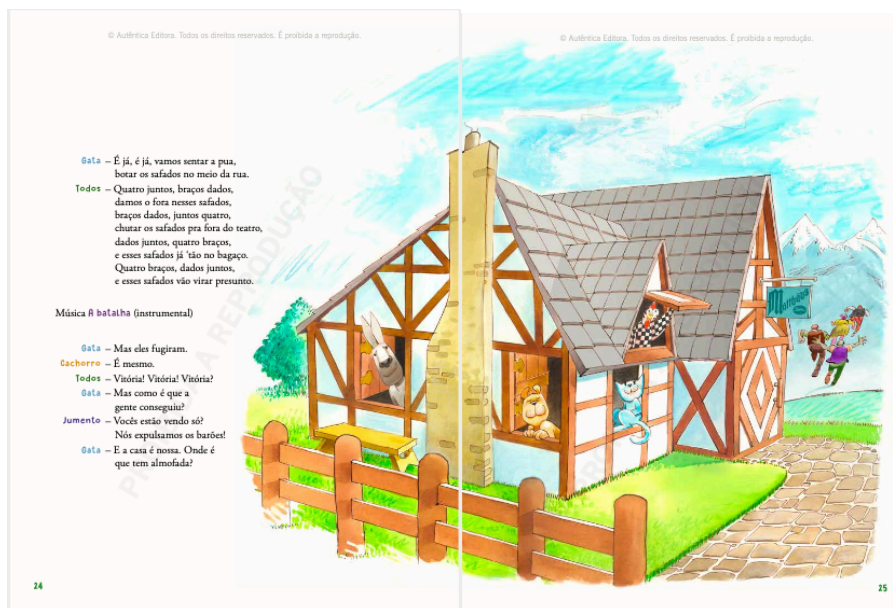 © Autêntica Editora. Todos os direitos reservados. É proibida a reprodução.
Gata – É já, é já, vamos sentar a pua,
botar os safados no meio da rua.
Todos – Quatro juntos, braços dados,
damos o fora nesses safados,
braços dados, juntos quatro,
chutar os safados pra fora do teatro,
dados juntos, quatro braços,
e esses safados já ’tão no bagaço.
Quatro braços, dados juntos,
e esses safados vão virar presunto.
Música A batalha (instrumental)
Gata – Mas eles fugiram.
Cachorro – É mesmo.
Todos – Vitória! Vitória! Vitória?
Gata – Mas como é que a
gente conseguiu?
Jumento – Vocês estão vendo só?
Nós expulsamos os barões!
Gata – E a casa é nossa. Onde é
que tem almofada?
24
© Autêntica Editora. Todos os direitos reservados. É proibida a reprodução.
25